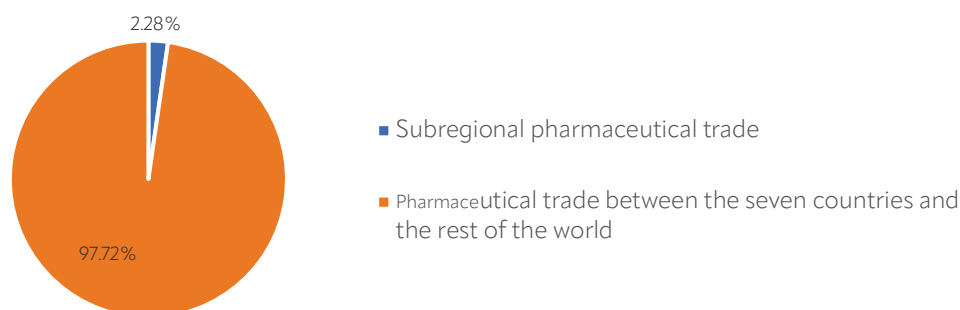 2.28%
Subregional pharmaceutical trade
Pharmaceutical trade between the seven countries and
the rest of the world
97.72%